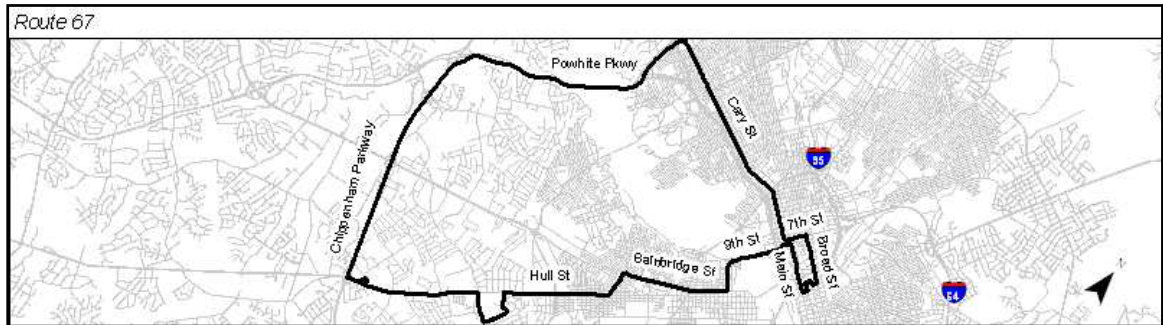 Route 67
Powhite Pkwy
Cary St
Chippenham Parkway
95
7th St
9th St
Bainbridge St
Broad St
Main St
Hull St
64
N